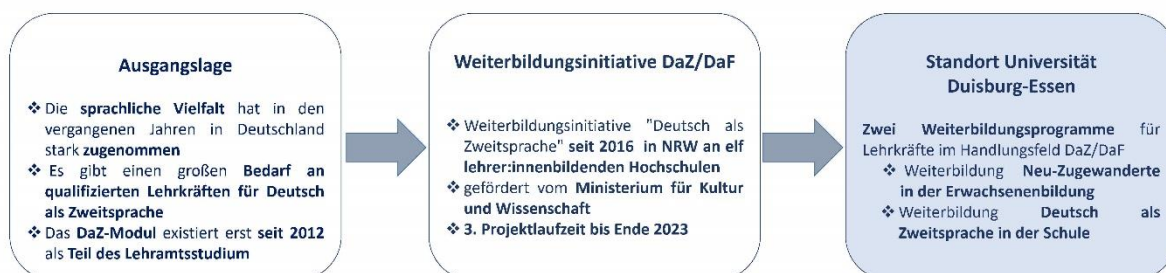 Ausgangslage
❖ Die sprachliche Vielfalt hat in den
vergangenen Jahren in Deutschland
stark zugenommen
❖ Es gibt einen großen Bedarf an
qualifizierten Lehrkräften für Deutsch
als Zweitsprache
❖ Das DaZ-Modul existiert erst seit 2012
als Teil des Lehramtsstudium
Weiterbildungsinitiative DaZ/DaF
❖ Weiterbildungsinitiative "Deutsch als
Zweitsprache" seit 2016 in NRW an elf
lehrer:innenbildenden Hochschulen
❖ gefördert vom Ministerium für Kultur
und Wissenschaft
❖ 3. Projektlaufzeit bis Ende 2023
Standort Universität
Duisburg-Essen
Zwei Weiterbildungsprogramme für
Lehrkräfte im Handlungsfeld DaZ/DaF
❖ Weiterbildung Neu-Zugewanderte
in der Erwachsenenbildung
❖ Weiterbildung Deutsch als
Zweitsprache in der Schule